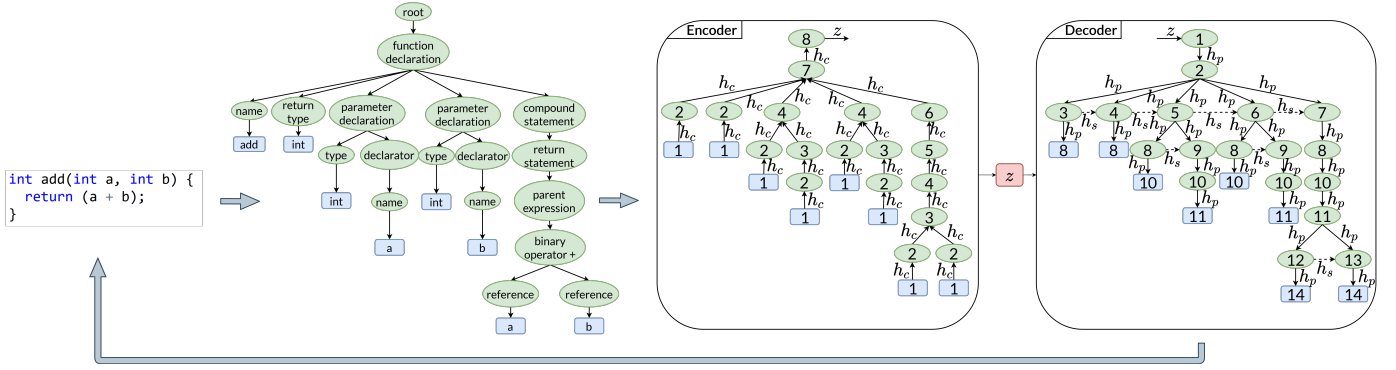 int add(int a, int b) {
return (a + b);
}
root
function
declaration
name
return
type
parameter
declaration
parameter
declaration
compound
statement
add
int
type
declarator
type
declarator
return
statement
int
name
int
name
parent
expression
a
b
binary
operator +
reference
reference
a
b
Encoder
8 z
h_c
7
h_c h_c h_c h_c h_c
2 2 4 4 6
h_c h_c h_c h_c h_c h_c h_c
1 1 2 3 2 3 5
h_c h_c h_c h_c h_c
1 2 1 2 4
h_c h_c h_c
1 1 3
h_c h_c
2 2
h_c h_c
1 1
z
Decoder
z 1
h_p
2
h_p h_p h_p h_p h_p
3 h_s 4 h_s 5 h_s 6 h_s 7
h_p h_p h_p h_p h_p h_p h_p
8 8 8 h_s 9 8 h_s 9 8
h_p h_p h_p h_p h_p
10 10 10 10 10
h_p h_p h_p
11 11 11
h_p h_p
12 h_s 13
h_p h_p
14 14